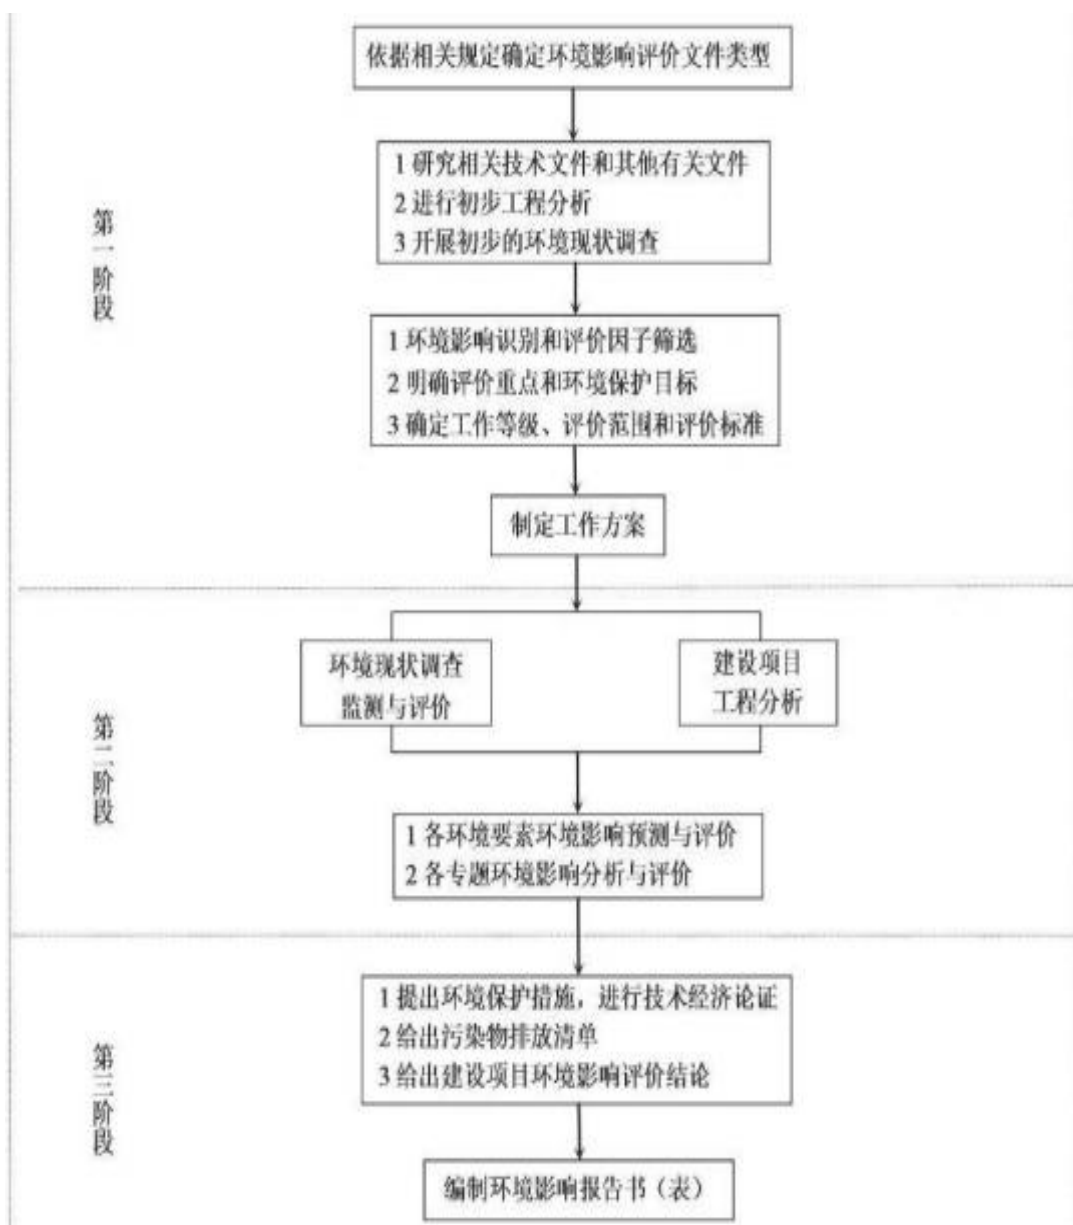 依据相关规定确定环境影响评价文件类型
第一阶段
1 研究相关技术文件和其他有关文件
2 进行初步工程分析
3 开展初步的环境现状调查
1 环境影响识别和评价因子筛选
2 明确评价重点和环境保护目标
3 确定工作等级、评价范围和评价标准
制定工作方案
第二阶段
环境现状调查
监测与评价
建设项目
工程分析
1 各环境要素环境影响预测与评价
2 各专题环境影响分析与评价
第三阶段
1 提出环境保护措施，进行技术经济论证
2 给出污染物排放清单
3 给出建设项目环境影响评价结论
编制环境影响报告书（表）